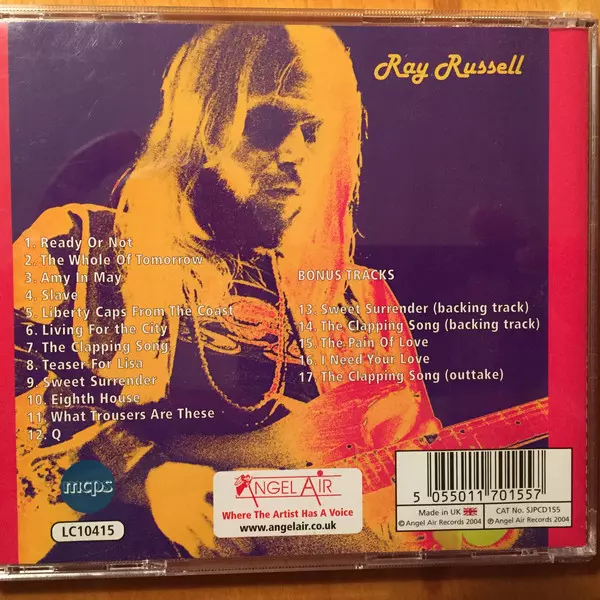 Ray Russell
1. Ready Or Not
2. The Whole Of Tomorrow
3. Amy In May
4. Slave
5. Liberty Caps From The Coast
6. Living For the City
7. The Clapping Song
8. Teaser For Lisa
9. Sweet Surrender
10. Eighth House
11. What Trousers Are These
12. Q
BONUS TRACKS
13. Sweet Surrender (backing track)
14. The Clapping Song (backing track)
15. The Pain Of Love
16. I Need Your Love
17. The Clapping Song (outtake)
mcps
LC10415
ANGEL AIR
Where The Artist Has A Voice
www.angelair.co.uk
5 055011 701557
Made in UK
© Angel Air Records 2004
CAT No. SJPCD155
℗ Angel Air Records 2004